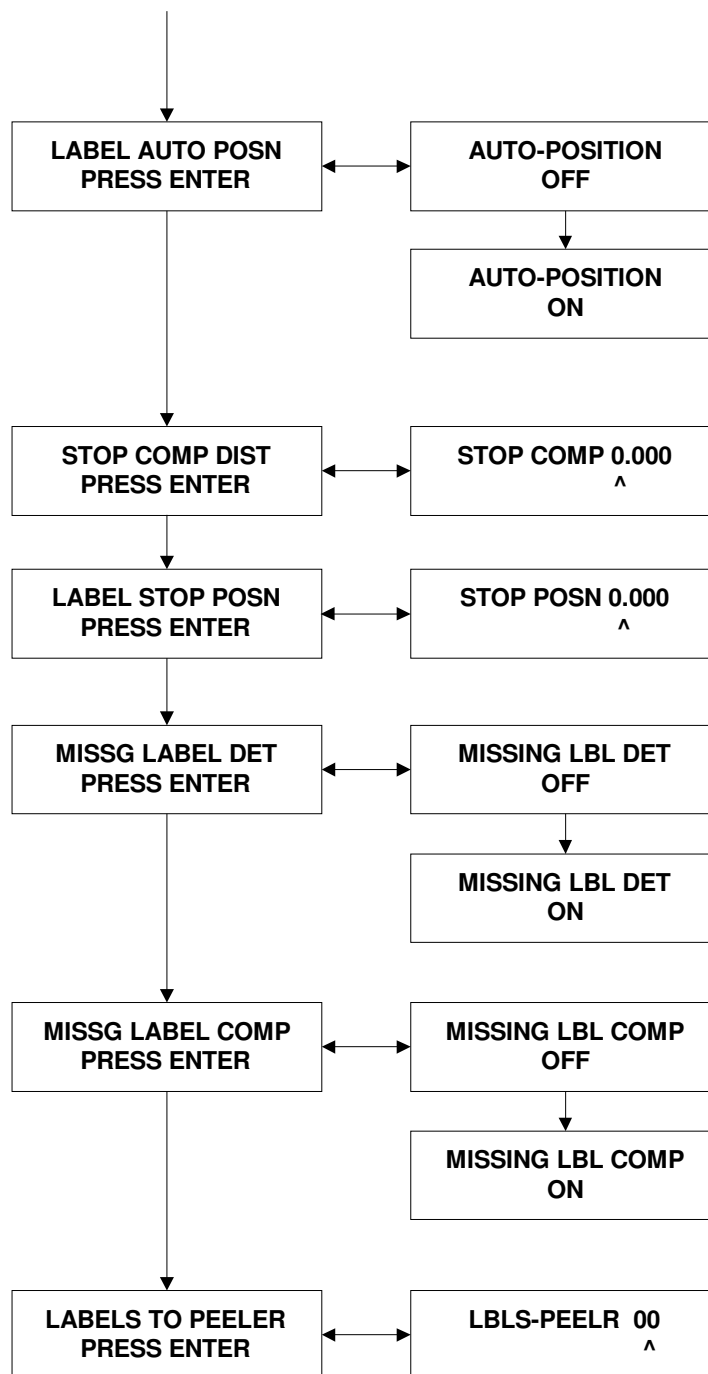 LABEL AUTO POSN
PRESS ENTER
AUTO-POSITION
OFF
AUTO-POSITION
ON
STOP COMP DIST
PRESS ENTER
STOP COMP 0.000
^
LABEL STOP POSN
PRESS ENTER
STOP POSN 0.000
^
MISSG LABEL DET
PRESS ENTER
MISSING LBL DET
OFF
MISSING LBL DET
ON
MISSG LABEL COMP
PRESS ENTER
MISSING LBL COMP
OFF
MISSING LBL COMP
ON
LABELS TO PEELER
PRESS ENTER
LBLS-PEELR 00
^